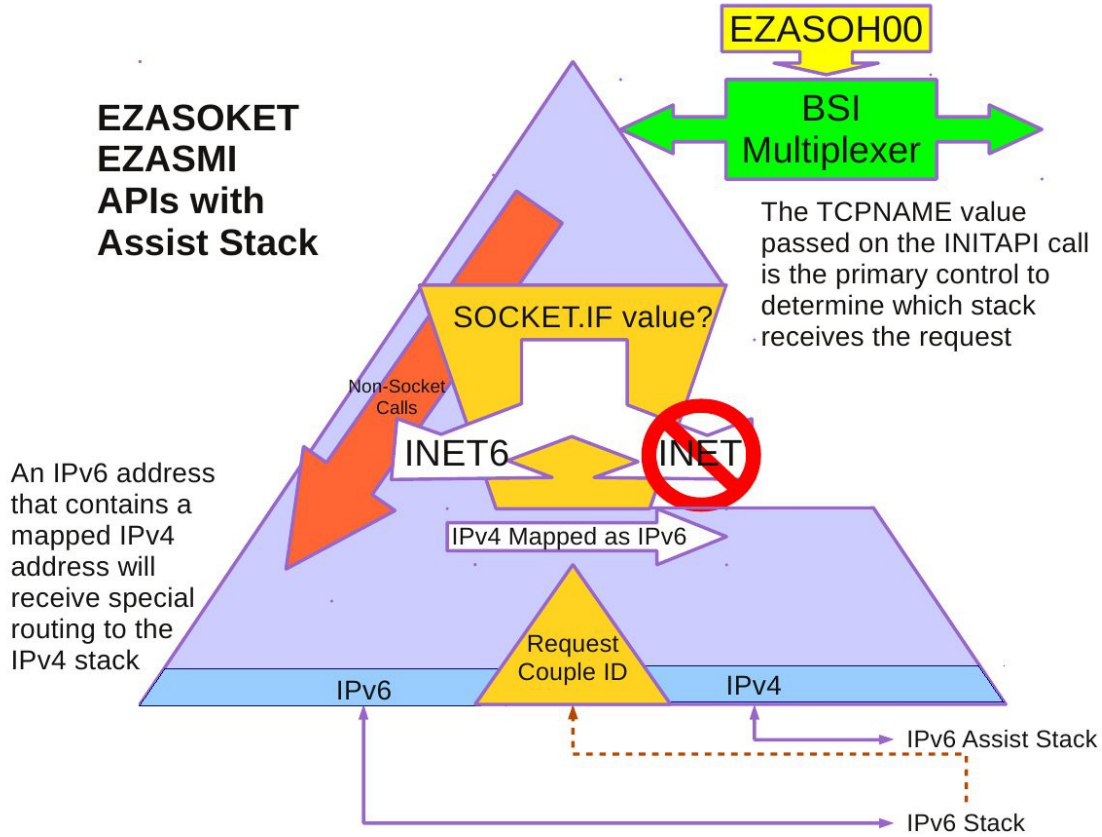 EZASOH00
BSI
Multiplexer
EZASOKET
EZASMI
APIs with
Assist Stack
The TCPNAME value
passed on the INITAPI call
is the primary control to
determine which stack
receives the request
SOCKET.IF value?
Non-Socket
Calls
INET6
INET
An IPv6 address
that contains a
mapped IPv4
address will
receive special
routing to the
IPv4 stack
IPv4 Mapped as IPv6
Request
Couple ID
IPv6
IPv4
IPv6 Assist Stack
IPv6 Stack